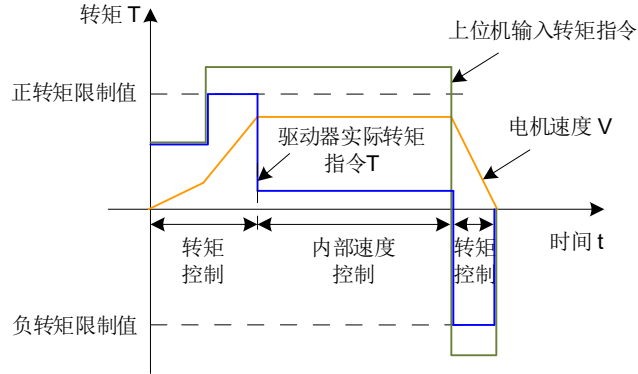 转矩 T
上位机输入转矩指令
正转矩限制值
电机速度 V
驱动器实际转矩
指令T
时间 t
转矩
控制
内部速度
控制
转矩
控制
负转矩限制值